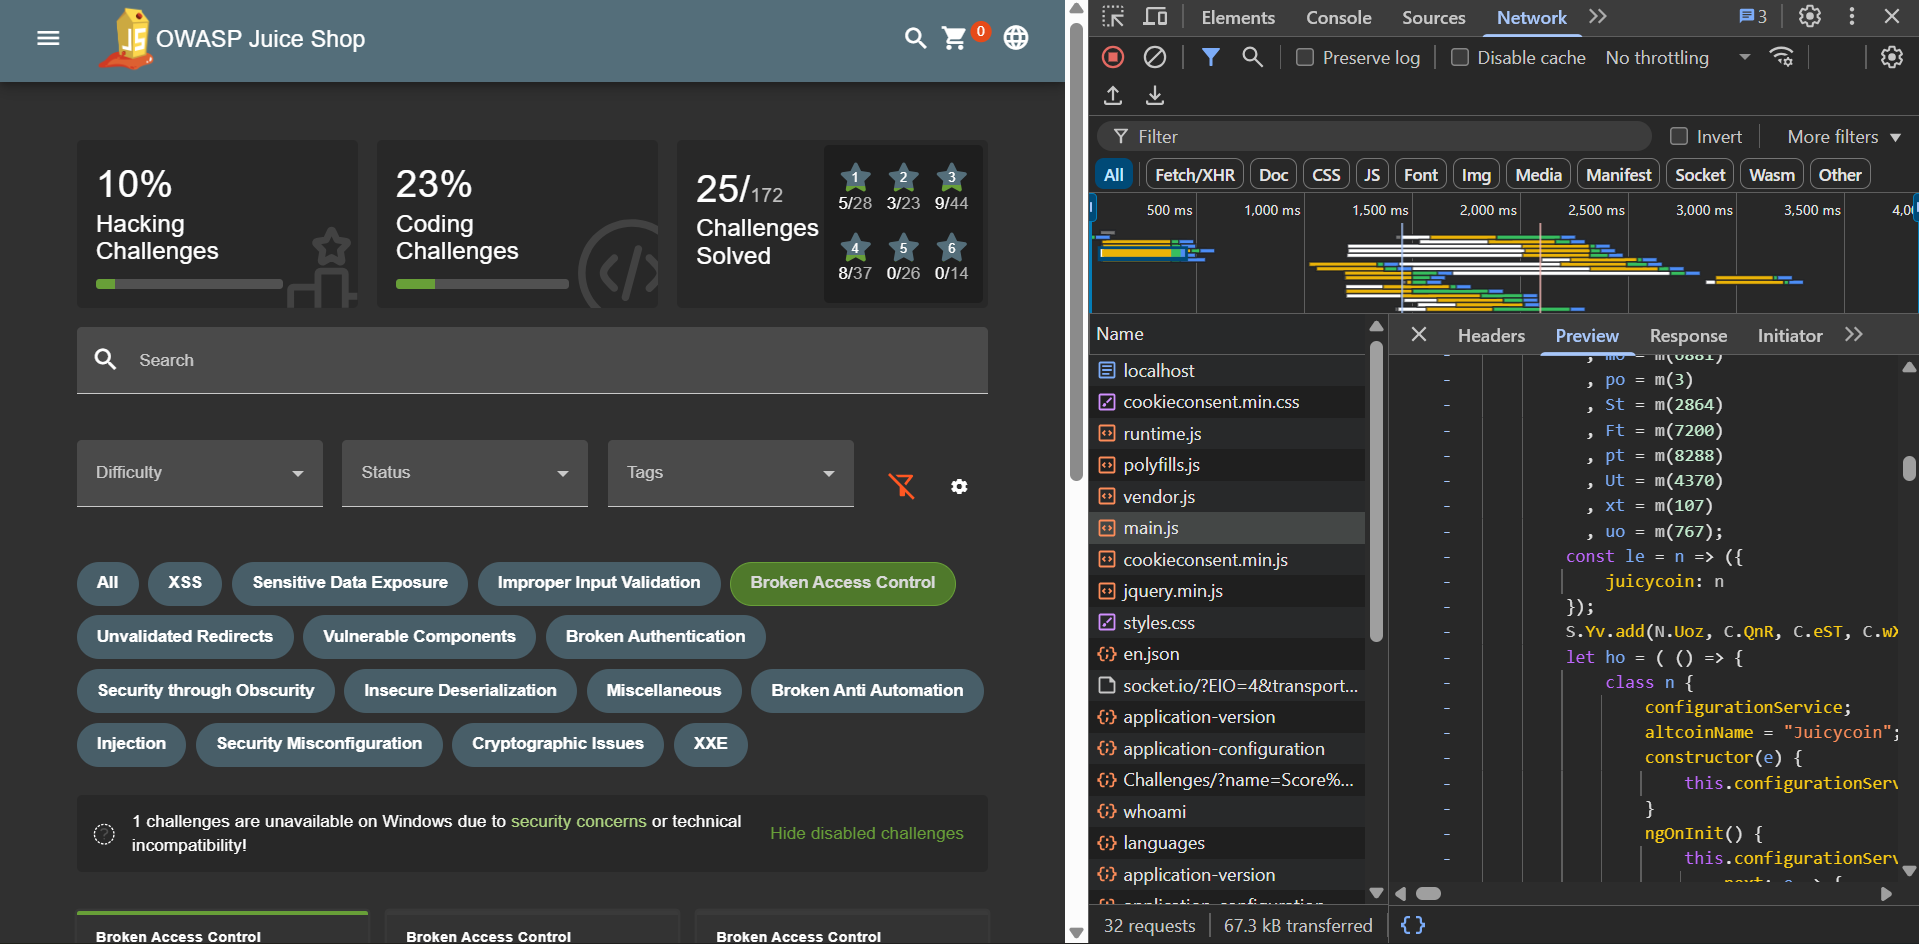 OWASP Juice Shop
0
10%
Hacking
Challenges
23%
Coding
Challenges
25/172
Challenges
Solved
1 2 3
5/28 3/23 9/44
4 5 6
8/37 0/26 0/14
Search
Difficulty
Status
Tags
All XSS Sensitive Data Exposure Improper Input Validation Broken Access Control
Unvalidated Redirects Vulnerable Components Broken Authentication
Security through Obscurity Insecure Deserialization Miscellaneous Broken Anti Automation
Injection Security Misconfiguration Cryptographic Issues XXE
1 challenges are unavailable on Windows due to security concerns or technical
incompatibility!
Hide disabled challenges
Broken Access Control Broken Access Control Broken Access Control
Elements Console Sources Network 3
Preserve log Disable cache No throttling
Filter Invert More filters
All Fetch/XHR Doc CSS JS Font Img Media Manifest Socket Wasm Other
500 ms 1,000 ms 1,500 ms 2,000 ms 2,500 ms 3,000 ms 3,500 ms 4,0
Name
localhost
cookieconsent.min.css
runtime.js
polyfills.js
vendor.js
main.js
cookieconsent.min.js
jquery.min.js
styles.css
en.json
socket.io/?EIO=4&transport...
application-version
application-configuration
Challenges/?name=Score%...
whoami
languages
application-version
application-configuration
32 requests 67.3 kB transferred
Headers Preview Response Initiator
, mo = m(6881)
, po = m(3)
, St = m(2864)
, Ft = m(7200)
, pt = m(8288)
, Ut = m(4370)
, xt = m(107)
, uo = m(767);
const le = n => ({
juicycoin: n
});
S.Yv.add(N.Uoz, C.QnR, C.eST, C.wX
let ho = ( () => {
class n {
configurationService;
altcoinName = "Juicycoin";
constructor(e) {
this.configurationServ
}
ngOnInit() {
this.configurationServ
{}